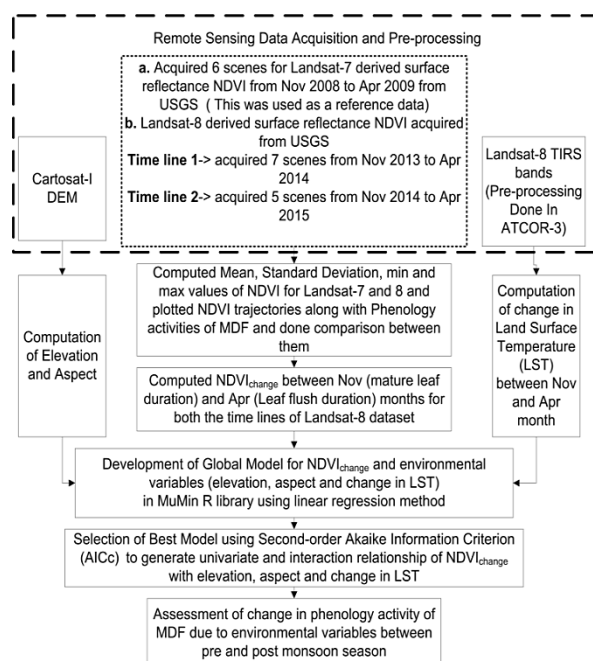 Remote Sensing Data Acquisition and Pre-processing
a. Acquired 6 scenes for Landsat-7 derived surface
reflectance NDVI from Nov 2008 to Apr 2009 from
USGS ( This was used as a reference data)
b. Landsat-8 derived surface reflectance NDVI acquired
from USGS
Time line 1-> acquired 7 scenes from Nov 2013 to Apr
2014
Time line 2-> acquired 5 scenes from Nov 2014 to Apr
2015
Cartosat-I
DEM
Landsat-8 TIRS
bands
(Pre-processing
Done In
ATCOR-3)
Computed Mean, Standard Deviation, min and
max values of NDVI for Landsat-7 and 8 and
plotted NDVI trajectories along with Phenology
activities of MDF and done comparison between
them
Computation
of Elevation
and Aspect
Computation
of change in
Land Surface
Temperature
(LST)
between Nov
and Apr
month
Computed NDVIchange between Nov (mature leaf
duration) and Apr (Leaf flush duration) months for
both the time lines of Landsat-8 dataset
Development of Global Model for NDVIchange and environmental
variables (elevation, aspect and change in LST)
in MuMin R library using linear regression method
Selection of Best Model using Second-order Akaike Information Criterion
(AICc) to generate univariate and interaction relationship of NDVIchange
with elevation, aspect and change in LST
Assessment of change in phenology activity of
MDF due to environmental variables between
pre and post monsoon season